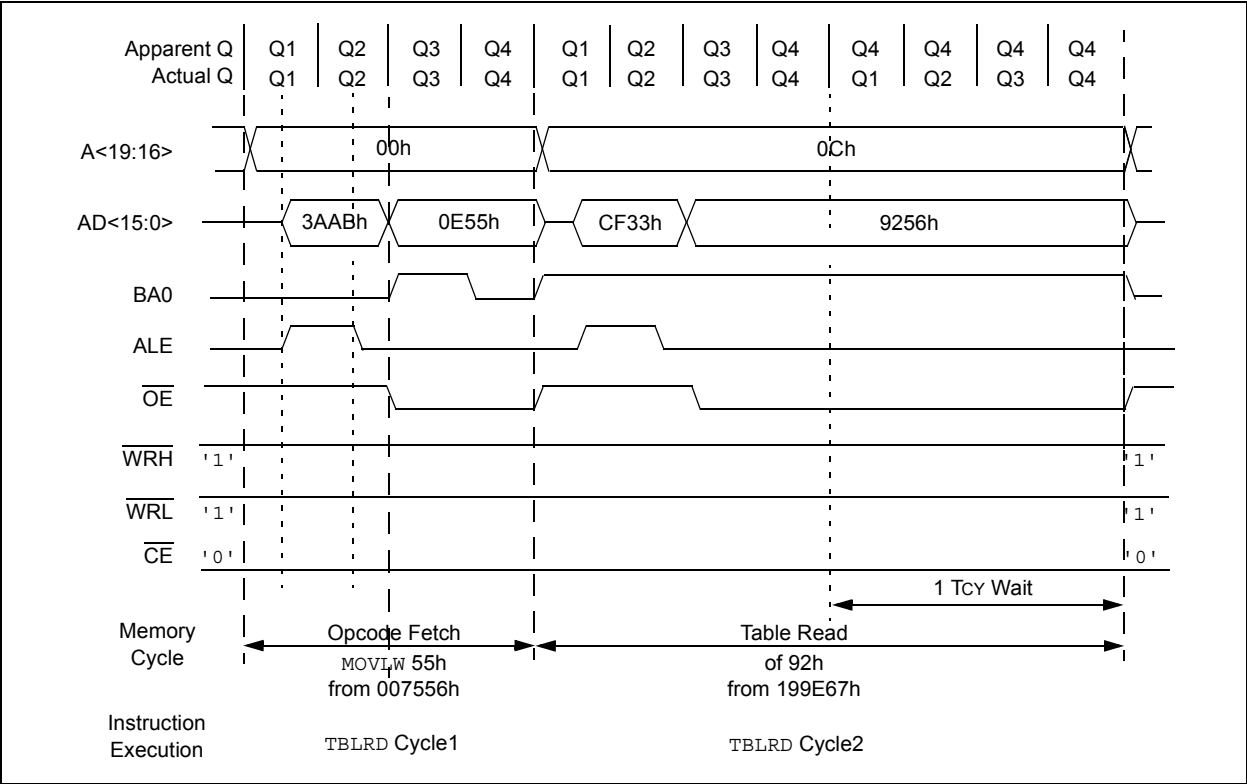 Apparent Q Q1 Q2 Q3 Q4 Q1 Q2 Q3 Q4 Q4 Q4 Q4 Q4
Actual Q Q1 Q2 Q3 Q4 Q1 Q2 Q3 Q4 Q1 Q2 Q3 Q4
A<19:16> 00h 0Ch
AD<15:0> 3AABh 0E55h CF33h 9256h
BA0
ALE
OE
WRH '1' '1'
WRL '1' '1'
CE '0' '0'
1 TCY Wait
Memory Cycle Opcode Fetch Table Read
MOVLW 55h of 92h
from 007556h from 199E67h
Instruction
Execution TBLRD Cycle1 TBLRD Cycle2